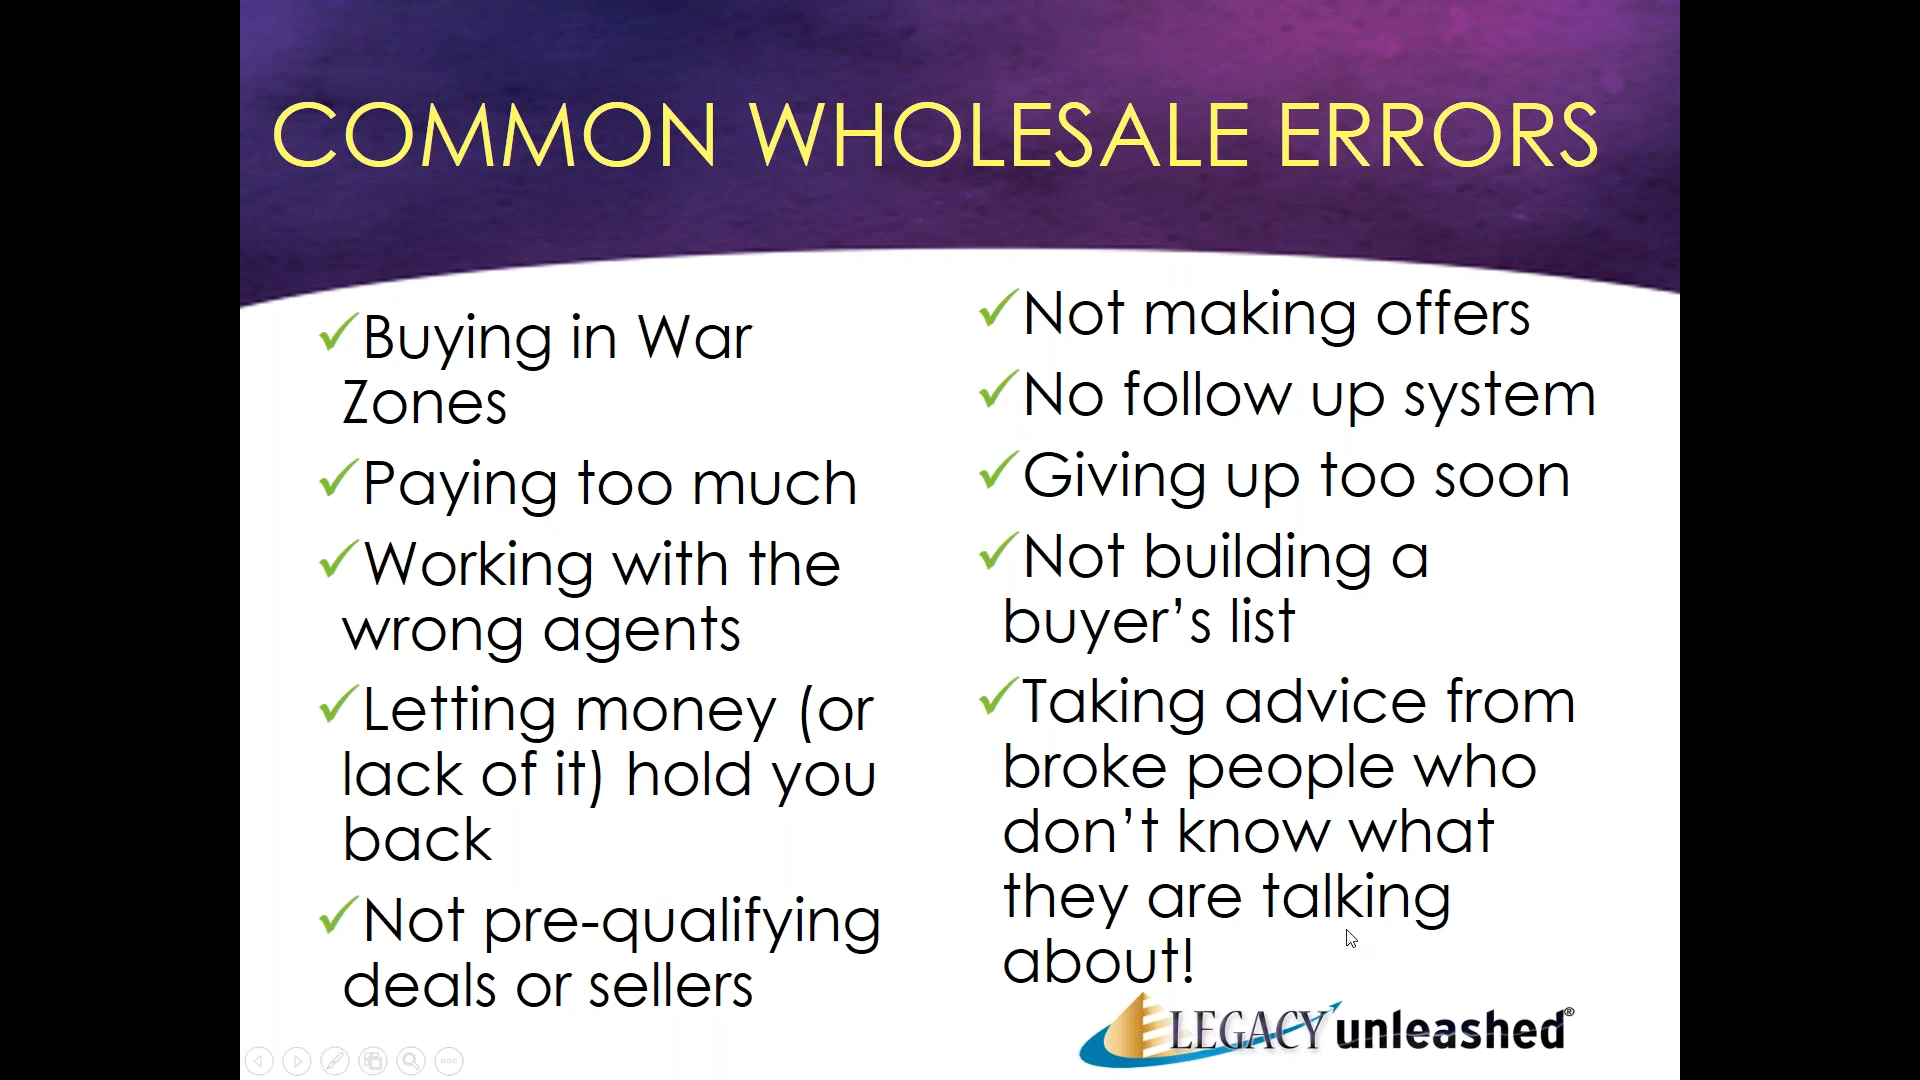 COMMON WHOLESALE ERRORS
Buying in War
Zones
Paying too much
Working with the
wrong agents
Letting money (or
lack of it) hold you
back
Not pre-qualifying
deals or sellers
Not making offers
No follow up system
Giving up too soon
Not building a
buyer’s list
Taking advice from
broke people who
don’t know what
they are talking
about!
LEGACY unleashed®